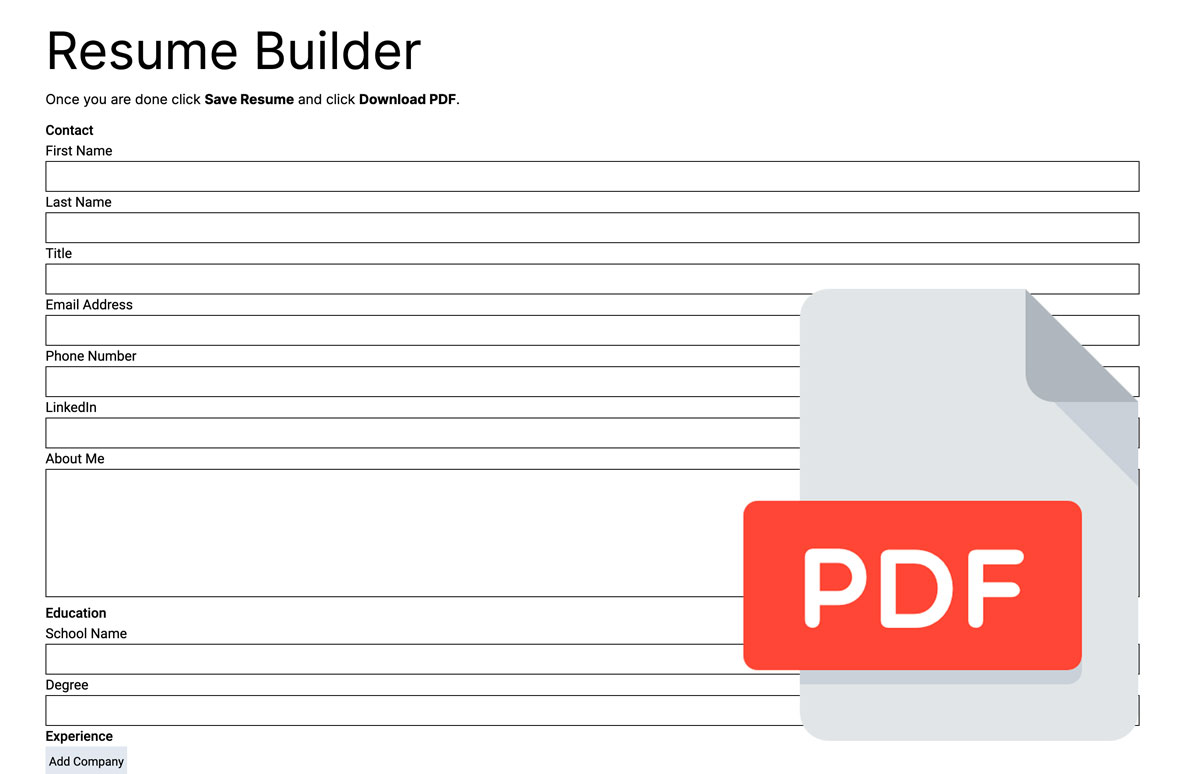 Resume Builder
Once you are done click Save Resume and click Download PDF.
Contact
First Name
Last Name
Title
Email Address
Phone Number
LinkedIn
About Me
PDF
Education
School Name
Degree
Experience
Add Company